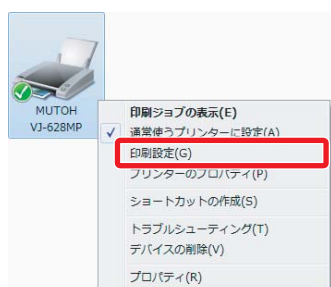 MUTOH
VJ-628MP
印刷ジョブの表示(E)
通常使うプリンターに設定(A)
印刷設定(G)
プリンターのプロパティ(P)
ショートカットの作成(S)
トラブルシューティング(T)
デバイスの削除(V)
プロパティ(R)